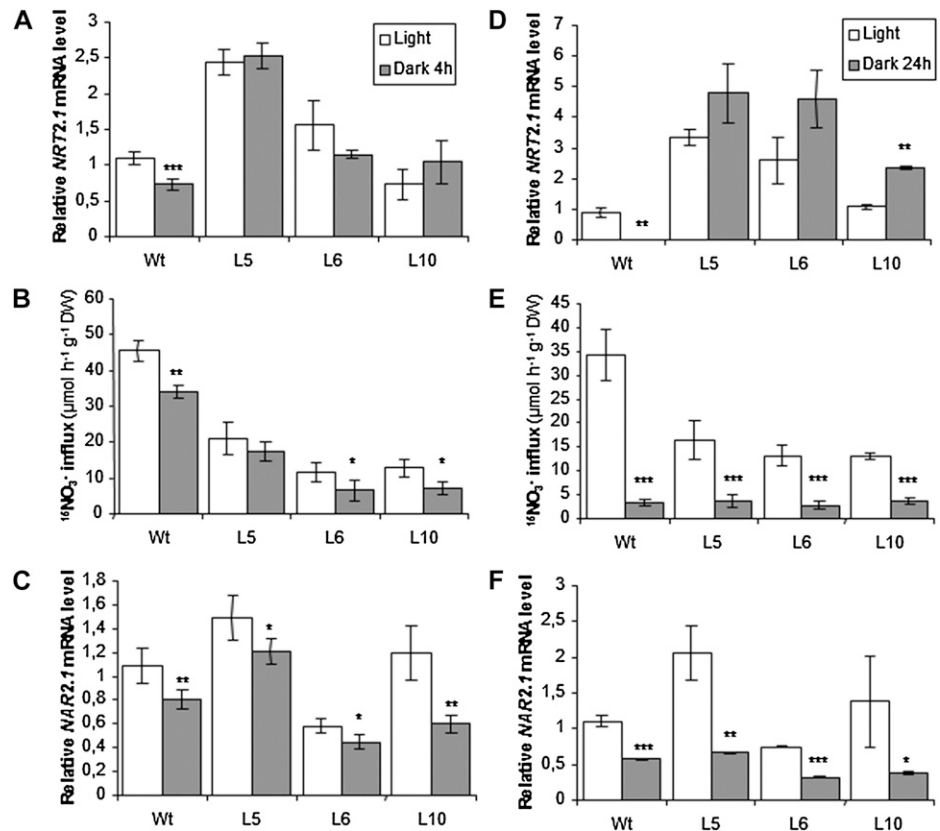 A
Relative NRT2.1 mRNA level
3
2,5
2
1,5
1
0,5
0
Light
Dark 4h
***
Wt
L5
L6
L10
B
¹⁶NO₃- influx (µmol h⁻¹ g⁻¹ DW)
60
50
40
30
20
10
0
**
*
*
Wt
L5
L6
L10
C
Relative NAR2.1 mRNA level
1,8
1,6
1,4
1,2
1
0,8
0,6
0,4
0,2
0
**
*
*
**
Wt
L5
L6
L10
D
Relative NRT2.1 mRNA level
7
6
5
4
3
2
1
0
Light
Dark 24h
**
**
Wt
L5
L6
L10
E
¹⁶NO₃- influx (µmol h⁻¹ g⁻¹ DW)
45
40
35
30
25
20
15
10
5
0
***
***
***
***
Wt
L5
L6
L10
F
Relative NAR2.1 mRNA level
3
2,5
2
1,5
1
0,5
0
***
**
***
*
Wt
L5
L6
L10